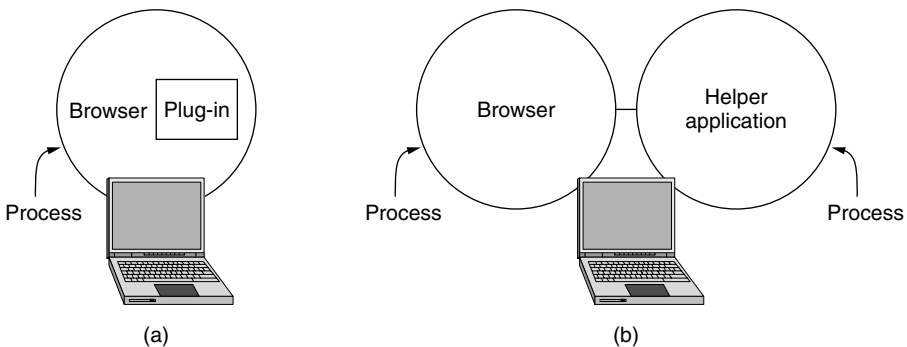 Browser
Plug-in
Process
(a)
Browser
Helper
application
Process
Process
(b)